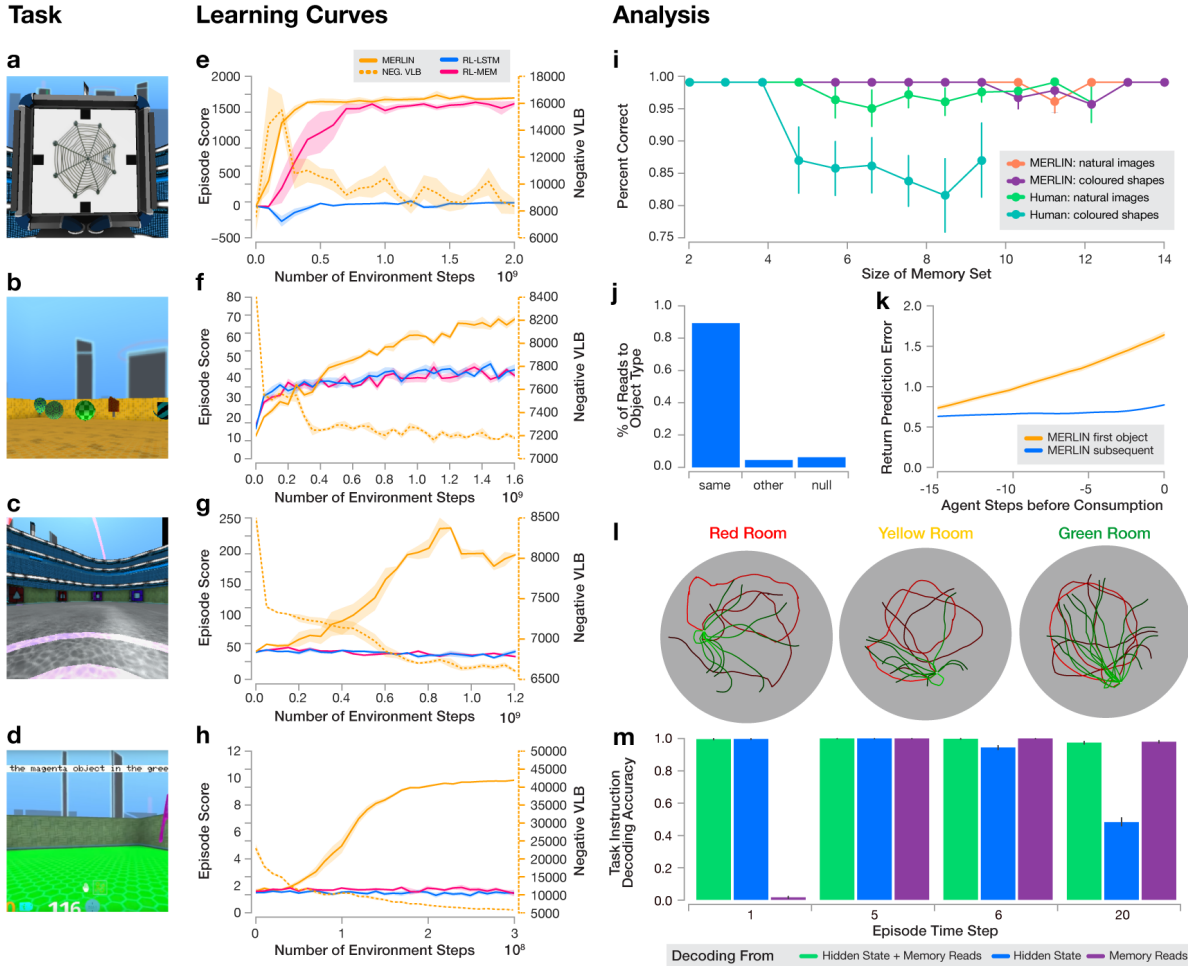 Task
Learning Curves
Analysis
a
e
MERLIN
NEG. VLB
RL-LSTM
RL-MEM
2000
1500
1000
500
0
−500
Episode Score
18000
16000
14000
12000
10000
8000
6000
Negative VLB
0.0 0.5 1.0 1.5 2.0
Number of Environment Steps 10⁹
b
f
80
70
60
50
40
30
20
10
0
Episode Score
8400
8200
8000
7800
7600
7400
7200
7000
Negative VLB
0.0 0.2 0.4 0.6 0.8 1.0 1.2 1.4 1.6
Number of Environment Steps 10⁹
c
g
250
200
150
100
50
0
Episode Score
8500
8000
7500
7000
6500
Negative VLB
0.0 0.2 0.4 0.6 0.8 1.0 1.2
Number of Environment Steps 10⁹
d
the magenta object in the gree
116
h
12
10
8
6
4
2
0
Episode Score
50000
45000
40000
35000
30000
25000
20000
15000
10000
5000
Negative VLB
0 1 2 3
Number of Environment Steps 10⁸
i
1.00
0.95
0.90
0.85
0.80
0.75
Percent Correct
MERLIN: natural images
MERLIN: coloured shapes
Human: natural images
Human: coloured shapes
2 4 6 8 10 12 14
Size of Memory Set
j
1.0
0.8
0.6
0.4
0.2
0.0
% of Reads to
Object Type
same other null
k
2.0
1.5
1.0
0.5
0.0
Return Prediction Error
MERLIN first object
MERLIN subsequent
-15 -10 -5 0
Agent Steps before Consumption
l
Red Room
Yellow Room
Green Room
m
1.0
0.8
0.6
0.4
0.2
0.0
Task Instruction
Decoding Accuracy
1 5 6 20
Episode Time Step
Decoding From Hidden State + Memory Reads Hidden State Memory Reads